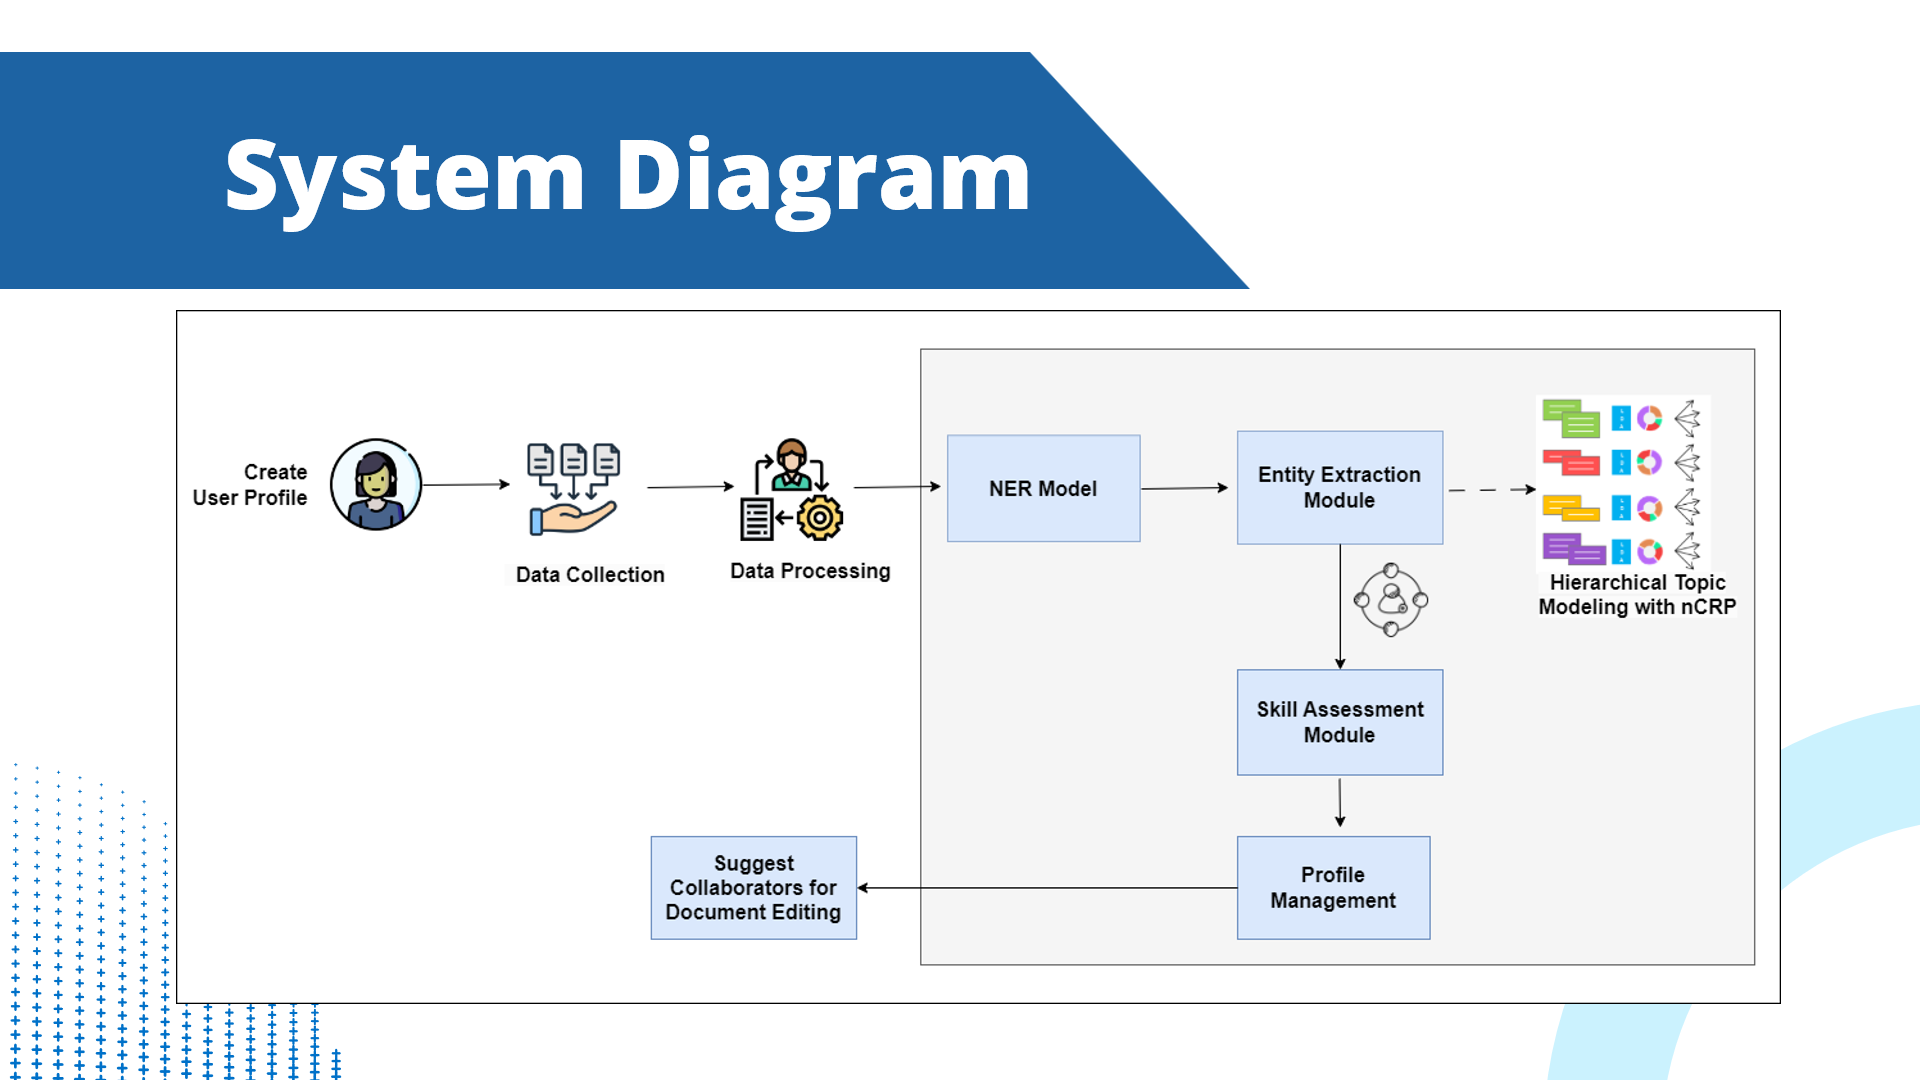 System Diagram
Create
User Profile
Data Collection
Data Processing
NER Model
Entity Extraction
Module
Hierarchical Topic
Modeling with nCRP
Skill Assessment
Module
Profile
Management
Suggest
Collaborators for
Document Editing